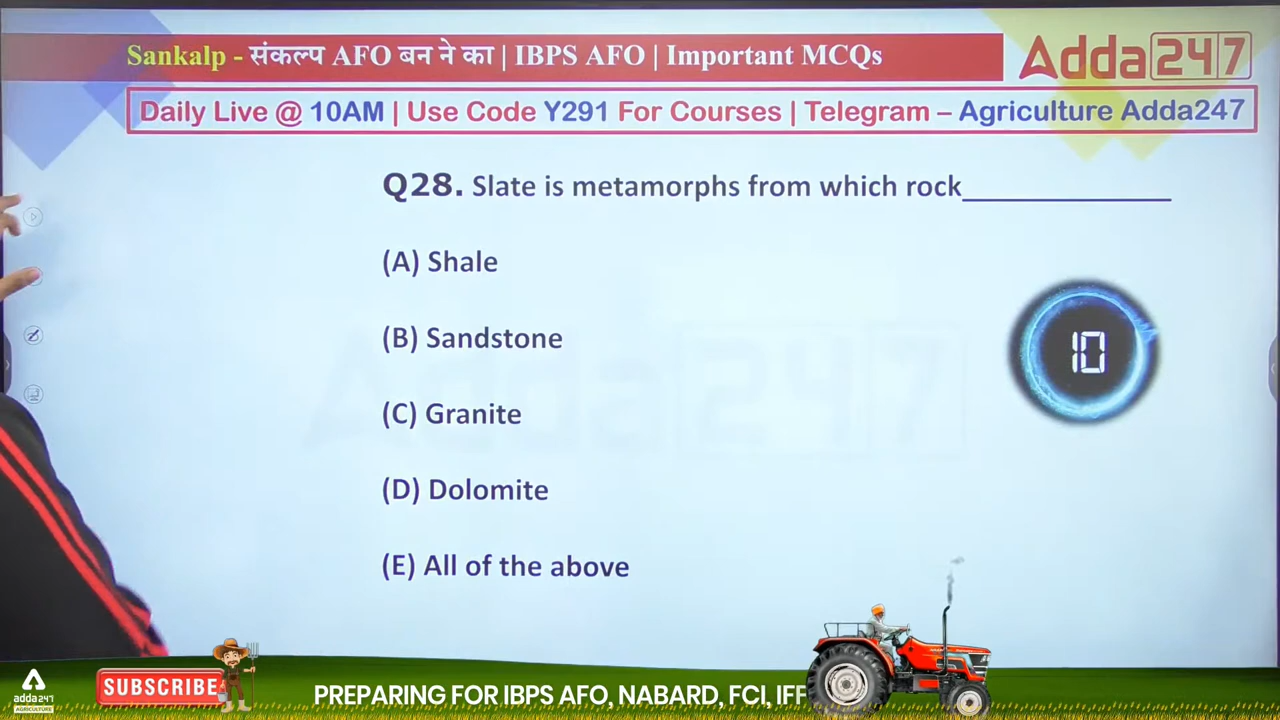 Sankalp - संकल्प AFO बन ने का | IBPS AFO | Important MCQs
Adda247
Daily Live @ 10AM | Use Code Y291 For Courses | Telegram – Agriculture Adda247
Q28. Slate is metamorphs from which rock______________
(A) Shale
(B) Sandstone
10
(C) Granite
(D) Dolomite
(E) All of the above
adda247
AGRICULTURE
SUBSCRIBE
PREPARING FOR IBPS AFO, NABARD, FCI, IFF